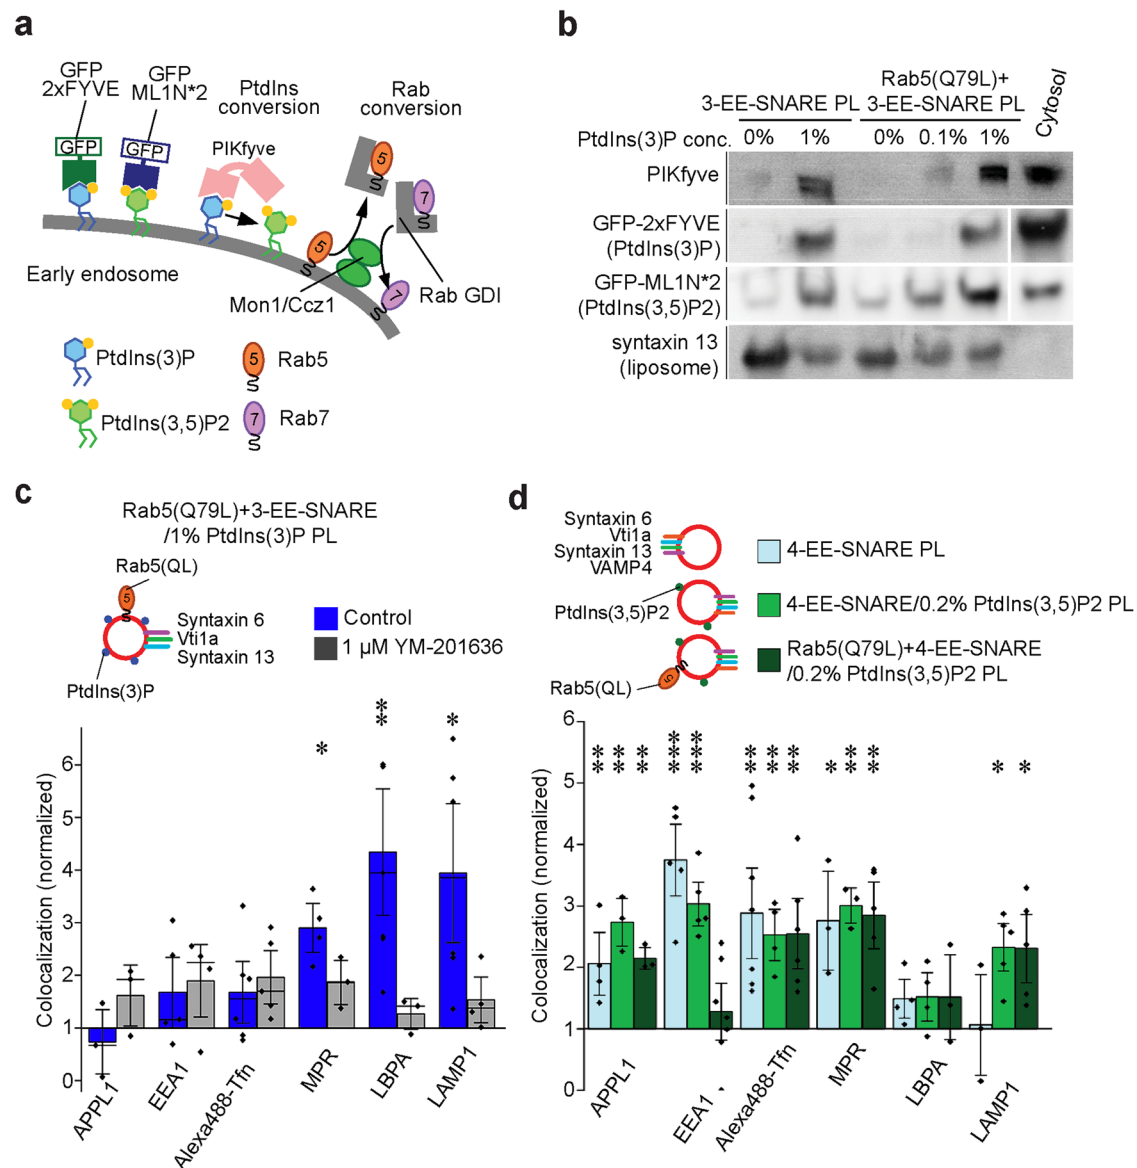 a
GFP
2xFYVE
GFP
ML1N*2
PtdIns
conversion
Rab
conversion
GFP
GFP
PIKfyve
5
7
5
7
Early endosome
Mon1/Ccz1
Rab GDI
PtdIns(3)P
5
Rab5
PtdIns(3,5)P2
7
Rab7
b
3-EE-SNARE PL
Rab5(Q79L)+
3-EE-SNARE PL
Cytosol
PtdIns(3)P conc.
0%
1%
0%
0.1%
1%
PIKfyve
GFP-2xFYVE
(PtdIns(3)P)
GFP-ML1N*2
(PtdIns(3,5)P2)
syntaxin 13
(liposome)
c
Rab5(Q79L)+3-EE-SNARE
/1% PtdIns(3)P PL
Rab5(QL)
5
Syntaxin 6
Vti1a
Syntaxin 13
PtdIns(3)P
Control
1 µM YM-201636
Colocalization (normalized)
6
5
4
3
2
1
0
*
**
*
APPL1
EEA1
Alexa488-Tfn
MPR
LBPA
LAMP1
d
Syntaxin 6
Vti1a
Syntaxin 13
VAMP4
PtdIns(3,5)P2
Rab5(QL)
5
4-EE-SNARE PL
4-EE-SNARE/0.2% PtdIns(3,5)P2 PL
Rab5(Q79L)+4-EE-SNARE
/0.2% PtdIns(3,5)P2 PL
Colocalization (normalized)
6
5
4
3
2
1
0
** ** **
*** ***
** ** **
* ** **
* *
APPL1
EEA1
Alexa488-Tfn
MPR
LBPA
LAMP1